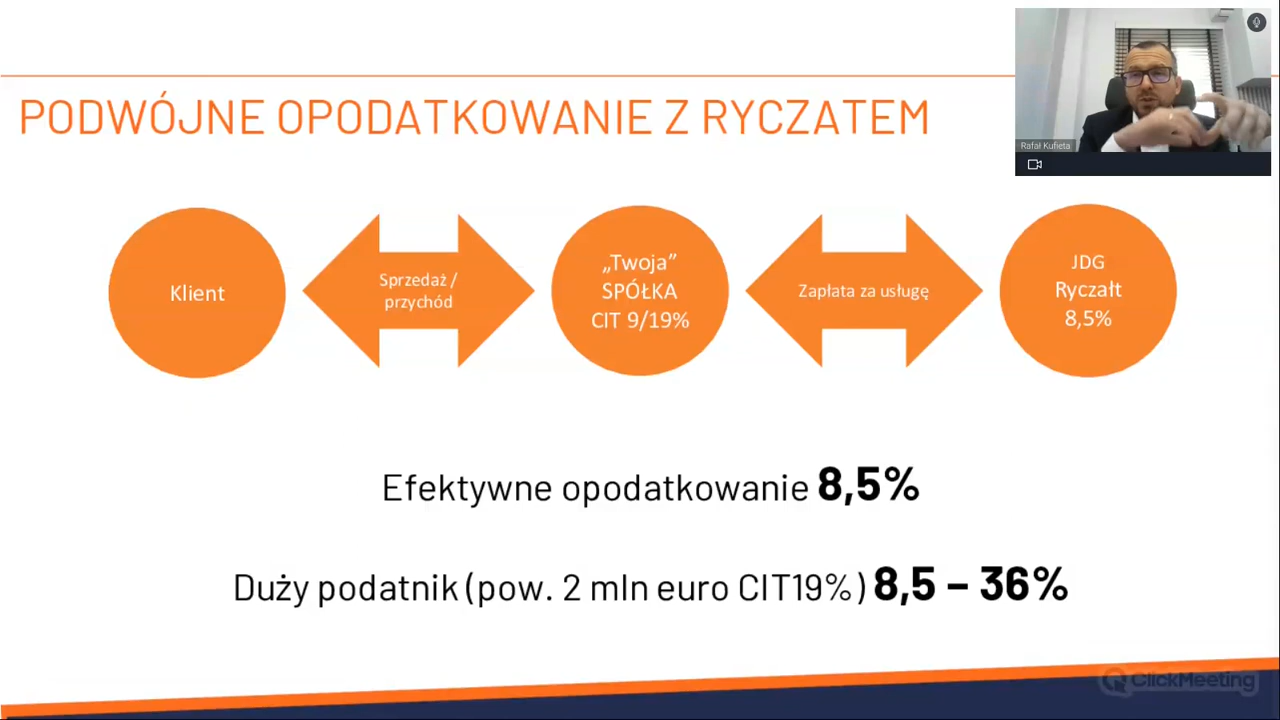 PODWÓJNE OPODATKOWANIE Z RYCZATEM
Rafał Kufieta
Klient
Sprzedaż /
przychód
„Twoja”
SPÓŁKA
CIT 9/19%
Zapłata za usługę
JDG
Ryczałt
8,5%
Efektywne opodatkowanie 8,5%
Duży podatnik (pow. 2 mln euro CIT19%) 8,5 – 36%
ClickMeeting